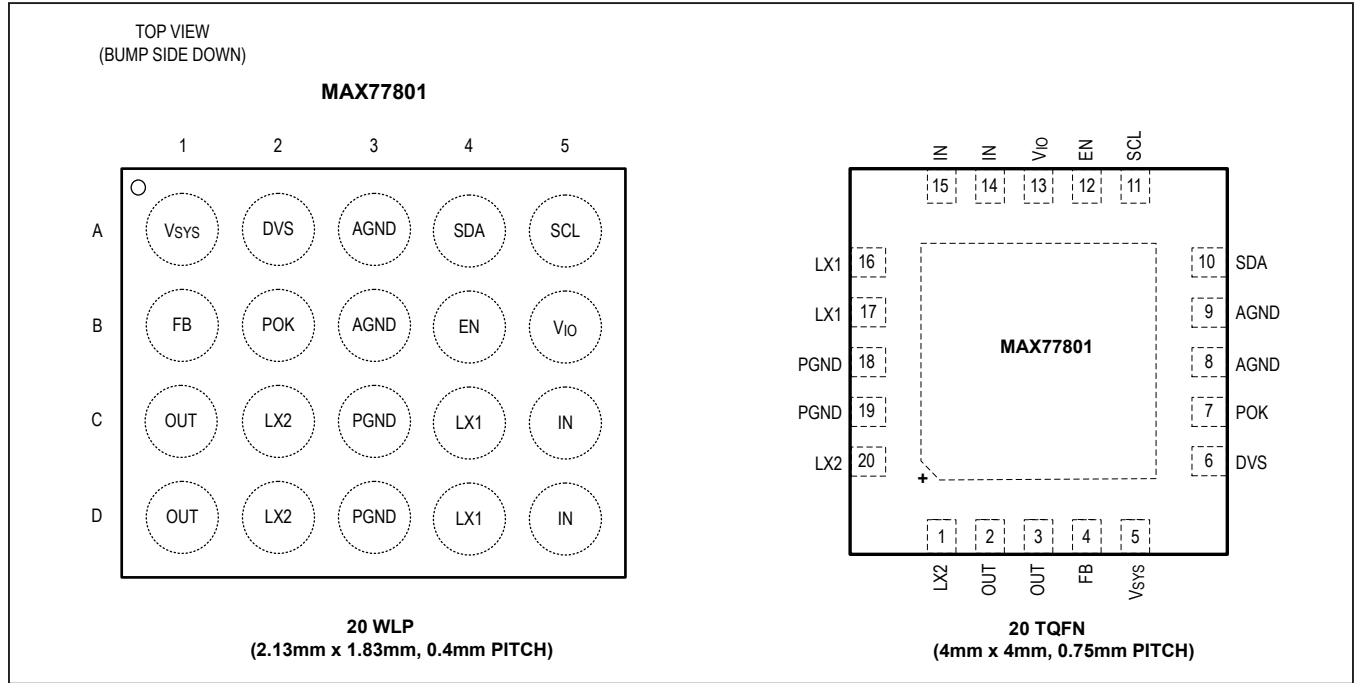 TOP VIEW
(BUMP SIDE DOWN)
MAX77801
1 2 3 4 5
A VSYS DVS AGND SDA SCL
B FB POK AGND EN VIO
C OUT LX2 PGND LX1 IN
D OUT LX2 PGND LX1 IN
20 WLP
(2.13mm x 1.83mm, 0.4mm PITCH)
IN IN VIO EN SCL
15 14 13 12 11
LX1 16 10 SDA
LX1 17 9 AGND
MAX77801
PGND 18 8 AGND
PGND 19 7 POK
LX2 20 6 DVS
+
1 2 3 4 5
LX2 OUT OUT FB VSYS
20 TQFN
(4mm x 4mm, 0.75mm PITCH)